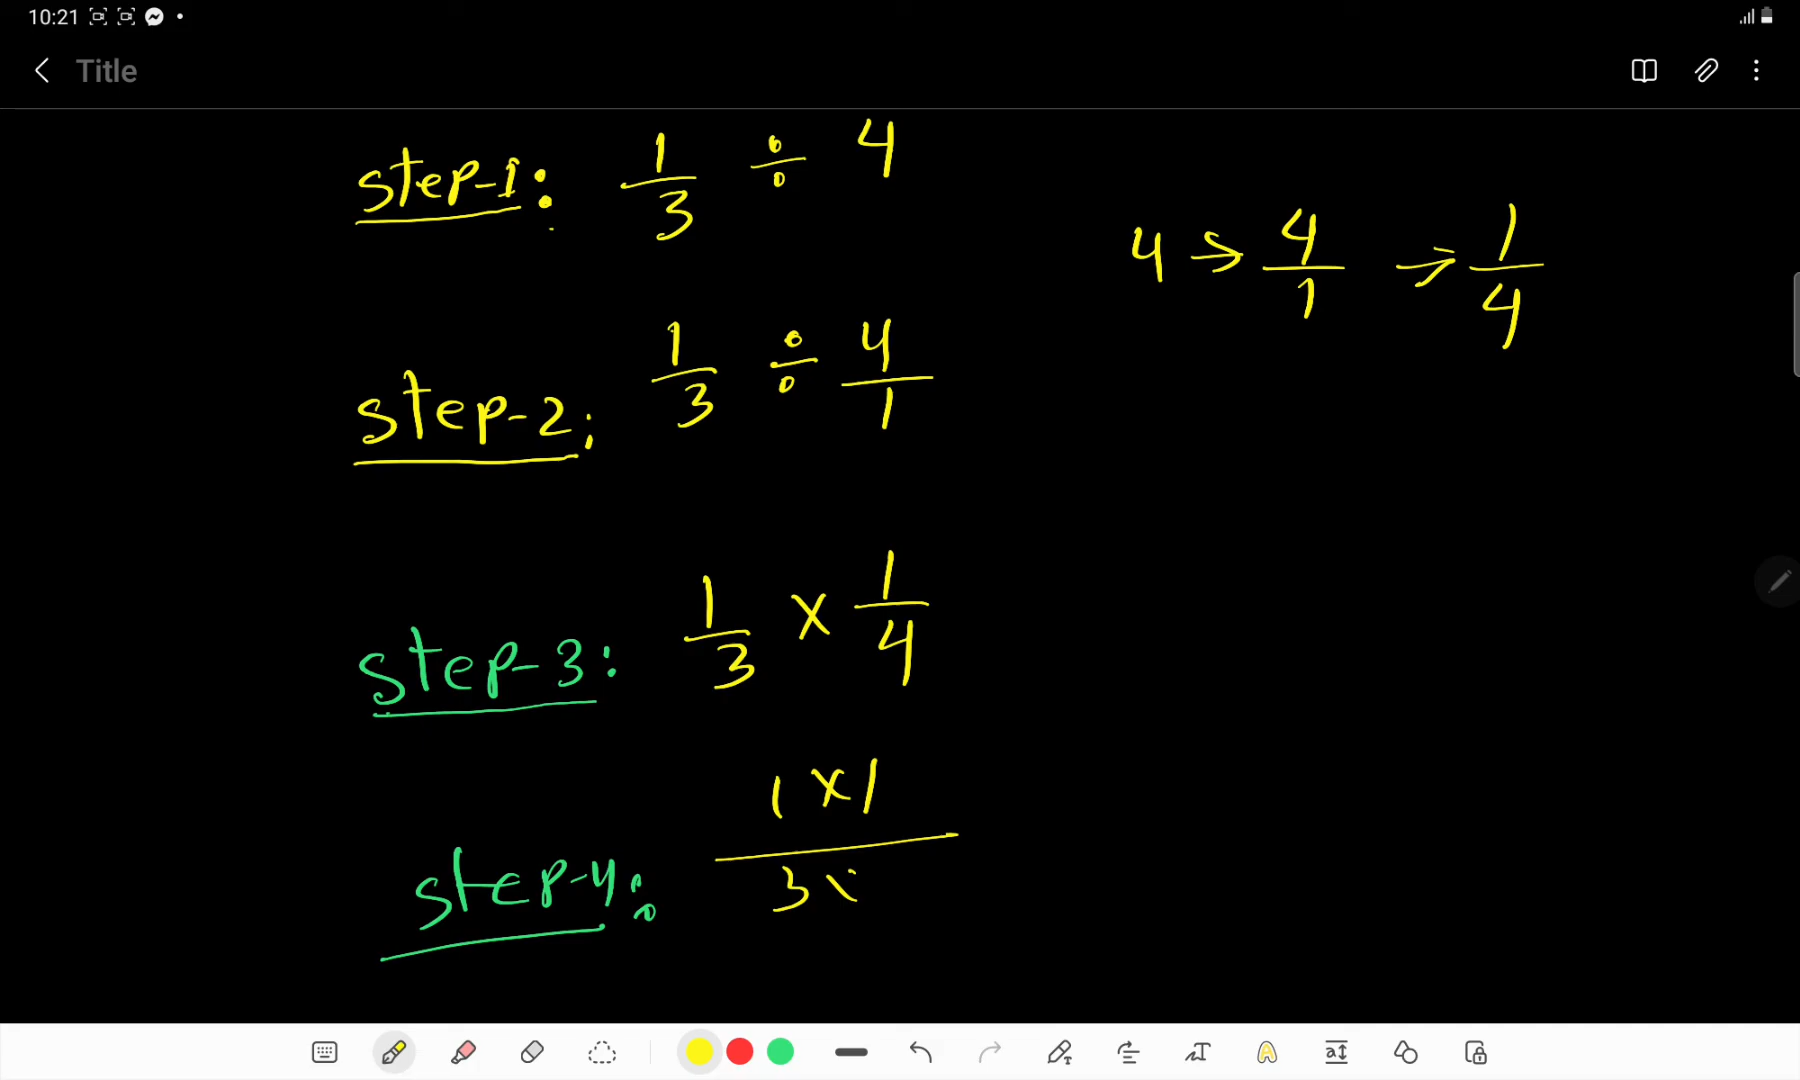 10:21
Title
step-1: 1/3 ÷ 4
4 → 4/1 → 1/4
step-2: 1/3 ÷ 4/1
step-3: 1/3 × 1/4
step-4: 1×1/3×